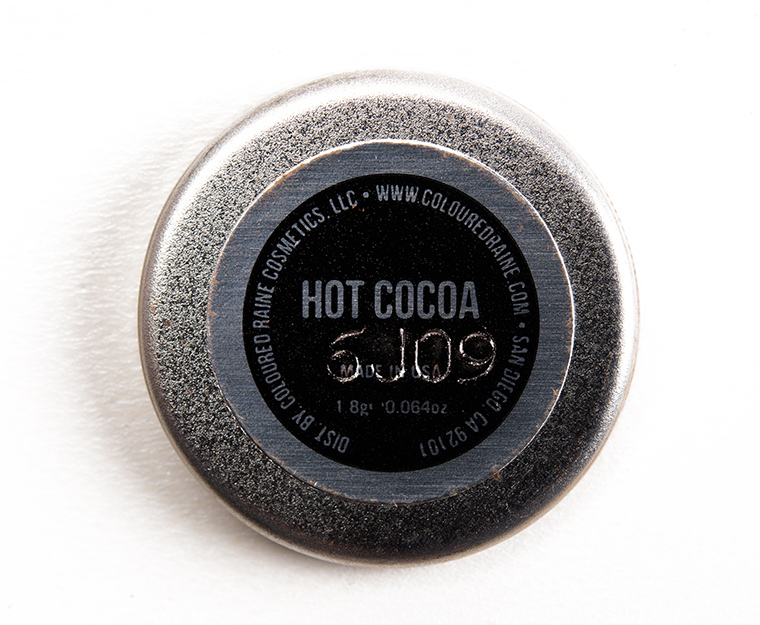 DIST. BY COLOURED RAINE COSMETICS, LLC • WWW.COLOUREDRAINE.COM • SAN DIEGO, CA 92101
HOT COCOA
6J09
MADE IN USA
1.8g 0.064oz